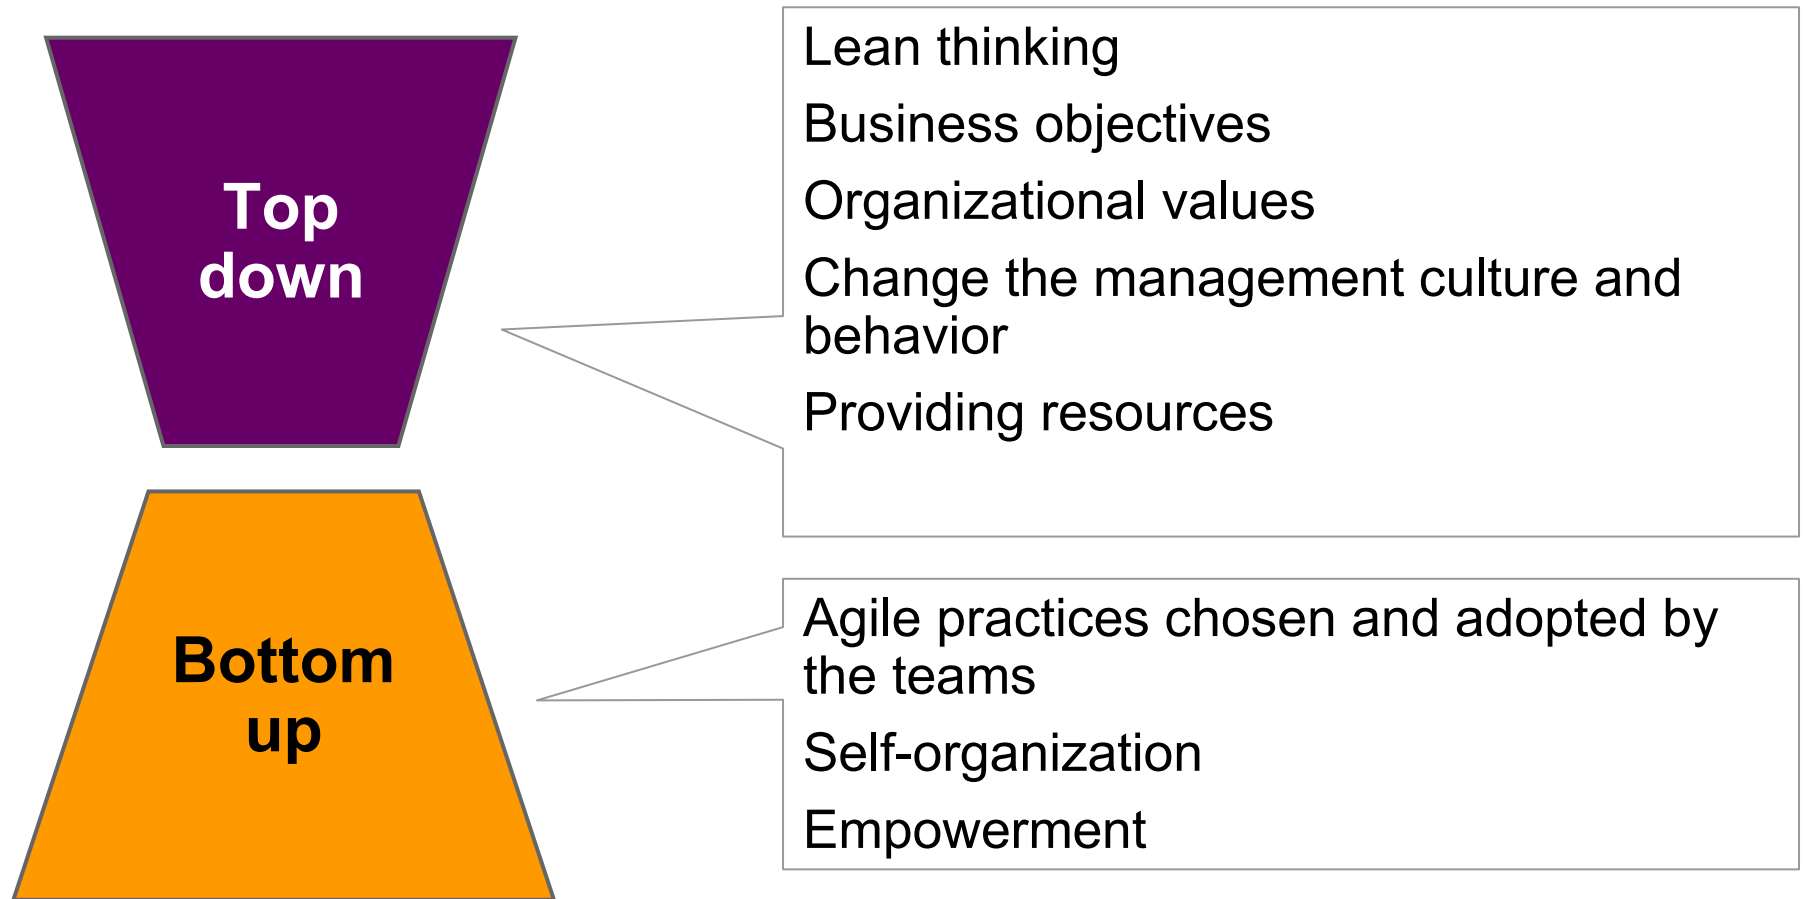 Top
down
Lean thinking
Business objectives
Organizational values
Change the management culture and
behavior
Providing resources
Bottom
up
Agile practices chosen and adopted by
the teams
Self-organization
Empowerment